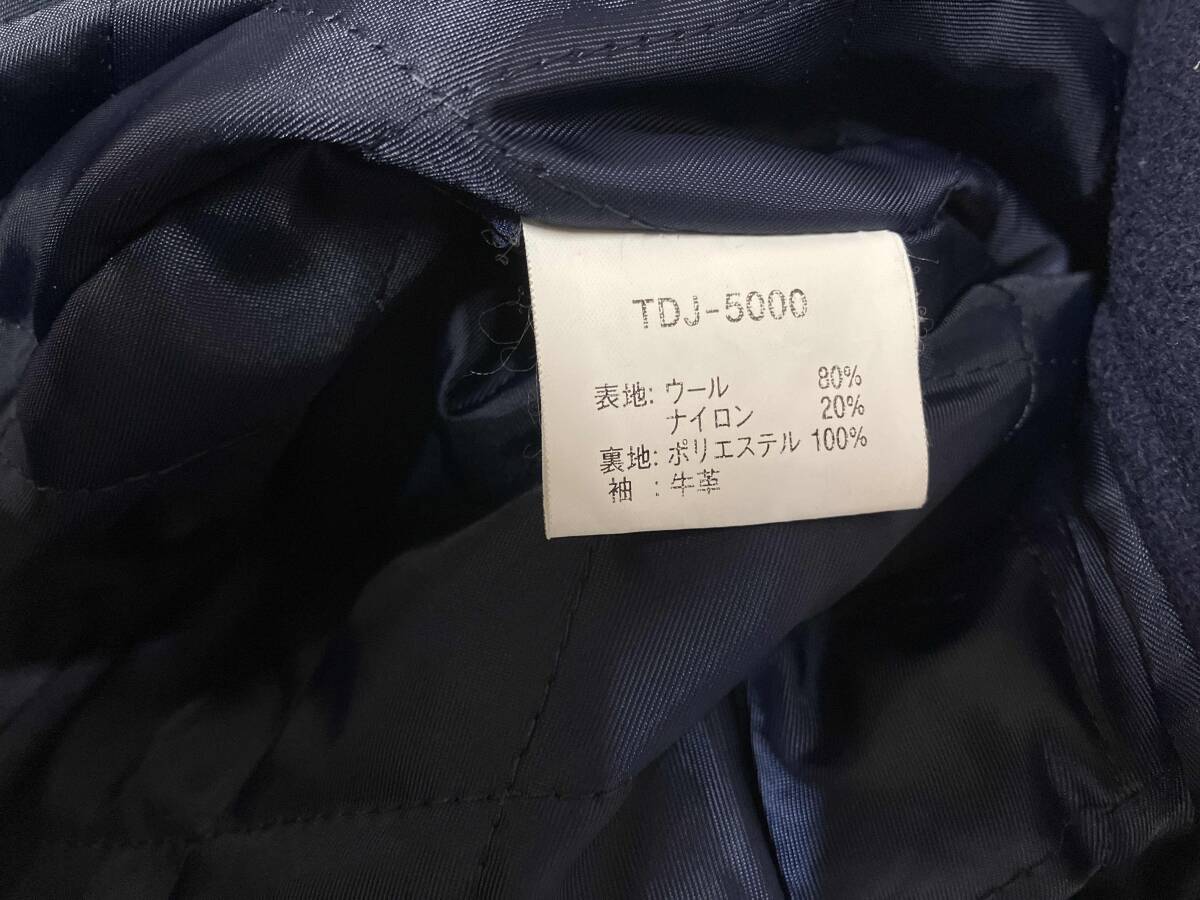 TDJ-5000
表地: ウール 80%
ナイロン 20%
裏地: ポリエステル 100%
袖 : 牛革